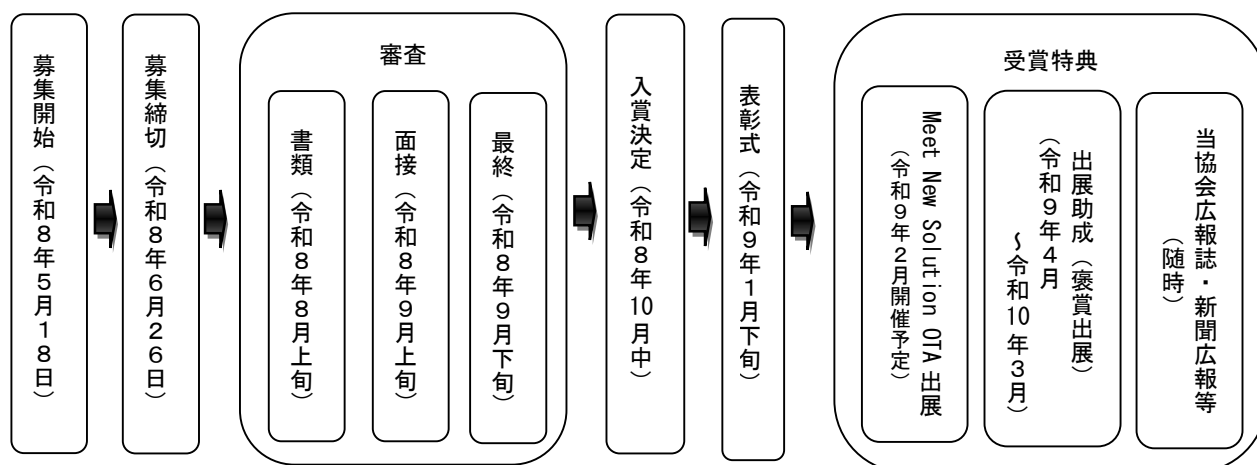 募集開始（令和８年５月１８日）
募集締切（令和８年６月２６日）
審査
書類（令和８年８月上旬）
面接（令和８年９月上旬）
最終（令和８年９月下旬）
入賞決定（令和８年10月中）
表彰式（令和９年１月下旬）
受賞特典
Meet New Solution OTA 出展
（令和９年２月開催予定）
出展助成（褒賞出展）
（令和９年４月
～令和10年３月）
当協会広報誌・新聞広報等
（随時）